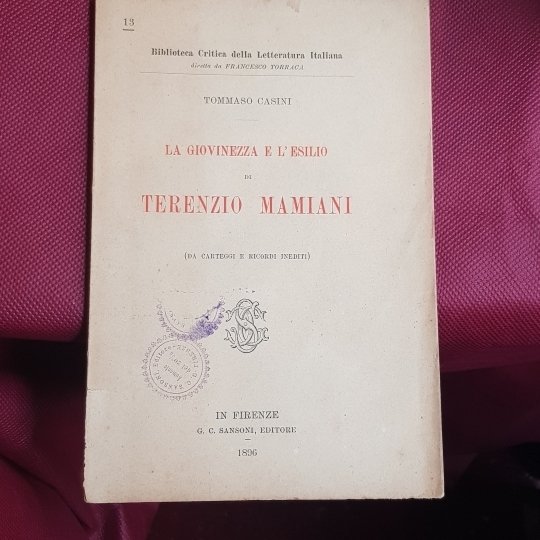 13
Biblioteca Critica della Letteratura Italiana
diretta da FRANCESCO TORRACA
TOMMASO CASINI
LA GIOVINEZZA E L'ESILIO
DI
TERENZIO MAMIANI
(DA CARTEGGI E RICORDI INEDITI)
IN FIRENZE
G. C. SANSONI, EDITORE
1896